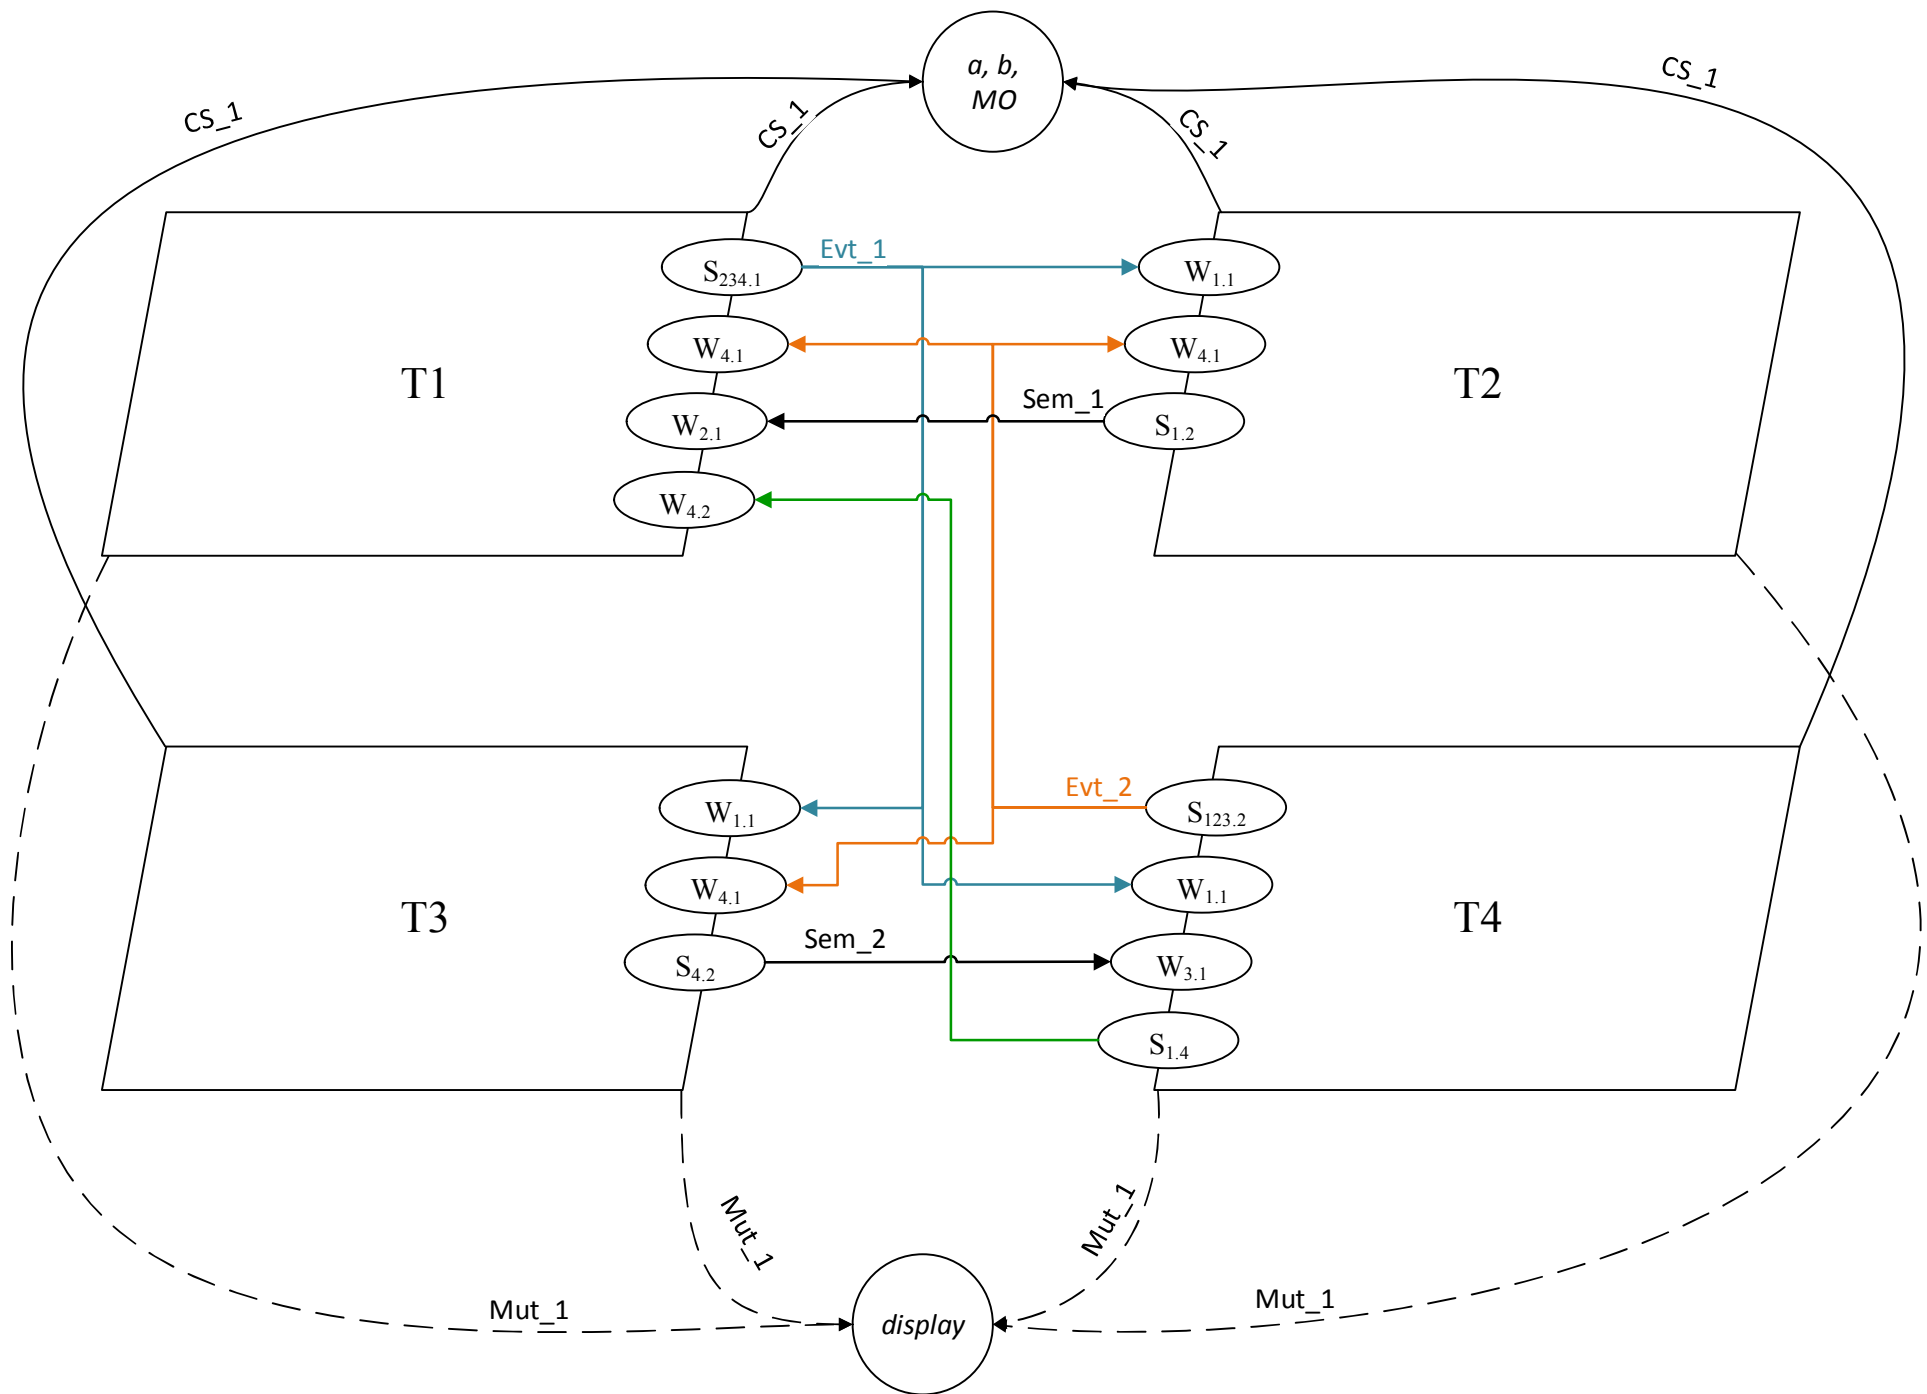 a, b,
MO
CS_1
CS_1
CS_1
CS_1
S234.1
Evt_1
W1.1
W4.1
W4.1
T1
T2
Sem_1
W2.1
S1.2
W4.2
Evt_2
W1.1
S123.2
W4.1
W1.1
T3
T4
Sem_2
S4.2
W3.1
S1.4
Mut_1
Mut_1
Mut_1
Mut_1
display